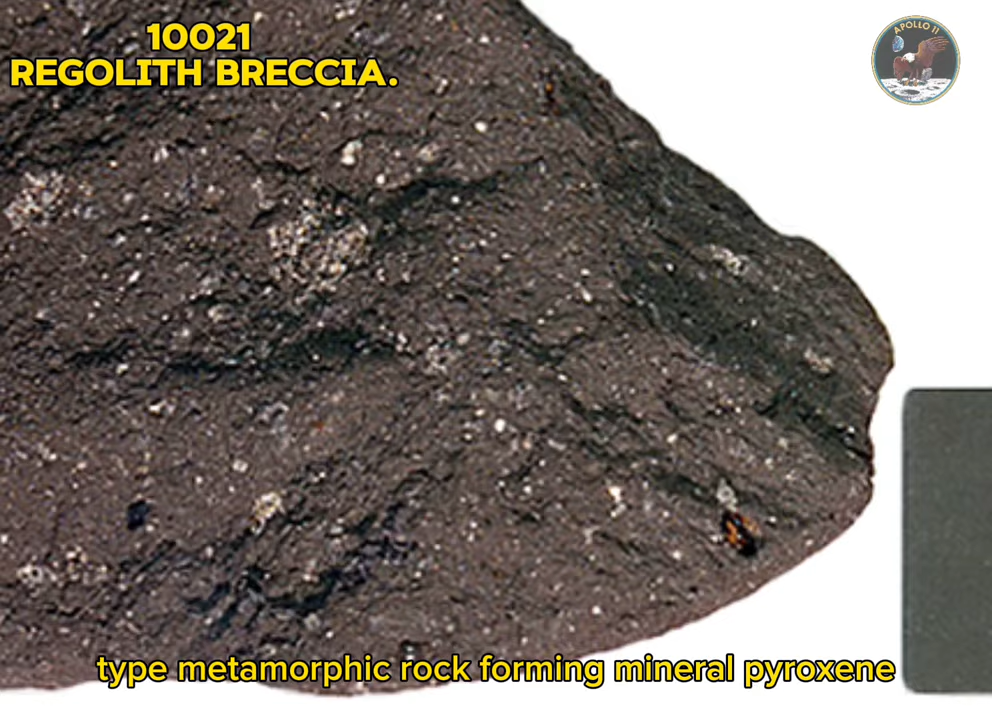 10021
REGOLITH BRECCIA.
APOLLO 11
type metamorphic rock forming mineral pyroxene